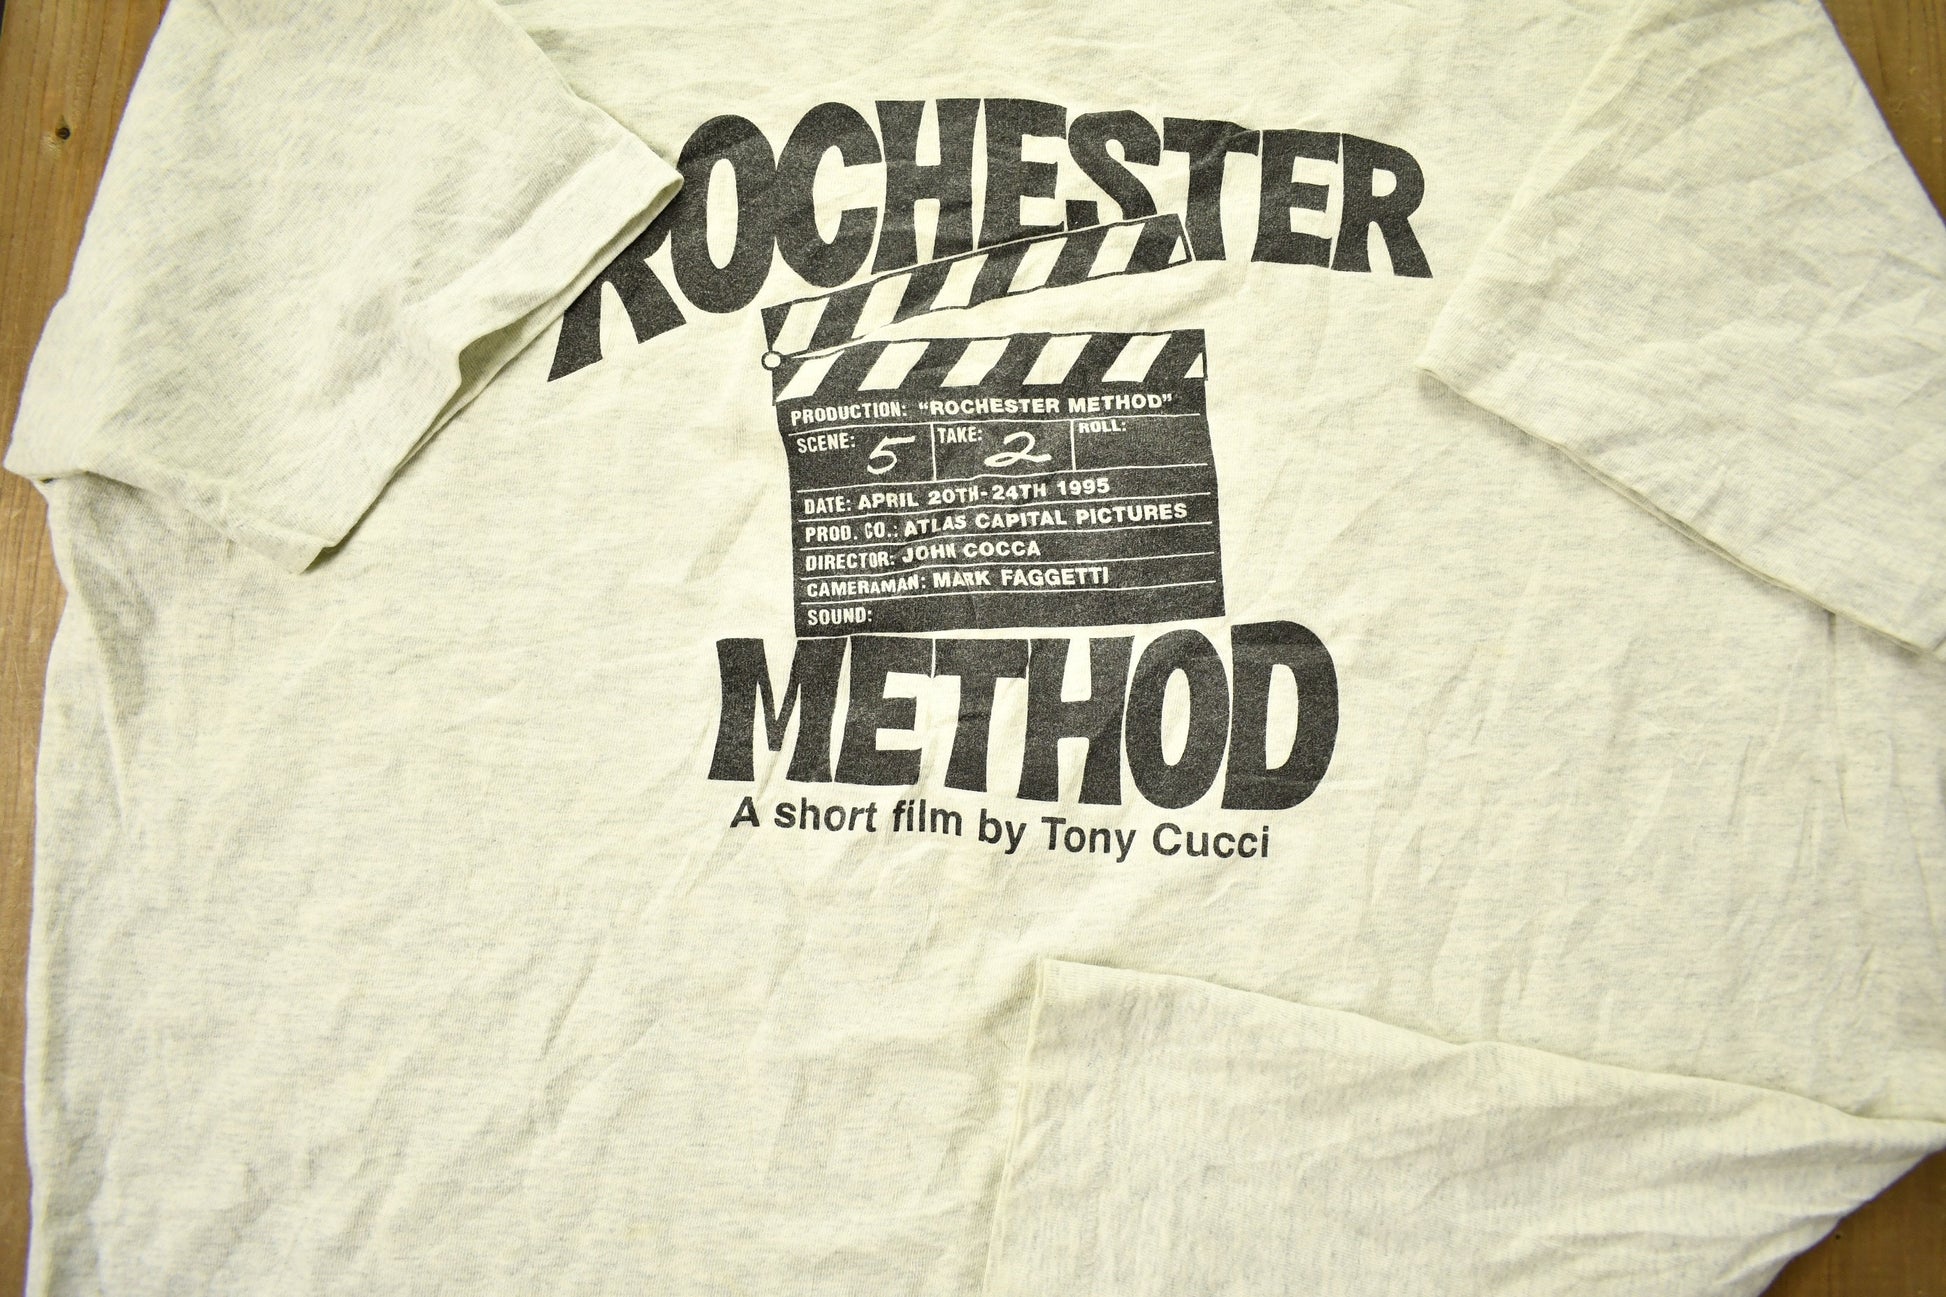 ROCHESTER
PRODUCTION: "ROCHESTER METHOD"
SCENE: 5 TAKE: 2 ROLL:
DATE: APRIL 20TH-24TH 1995
PROD. CO.: ATLAS CAPITAL PICTURES
DIRECTOR: JOHN COCCA
CAMERAMAN: MARK FAGGETTI
SOUND:
METHOD
A short film by Tony Cucci